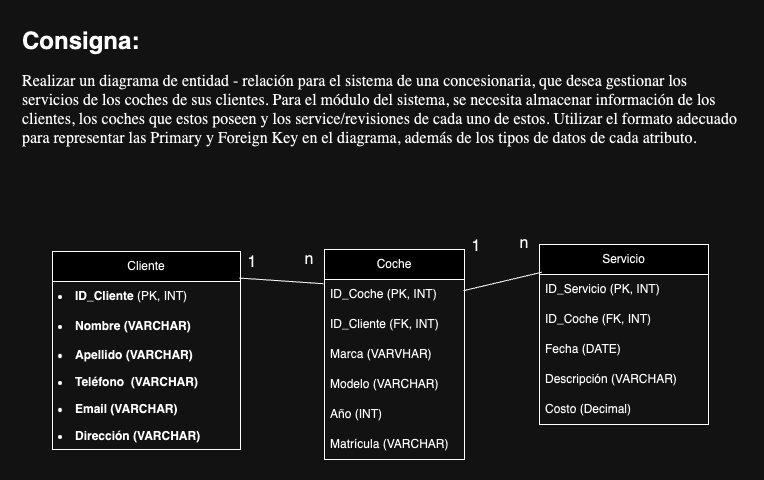 Consigna:
Realizar un diagrama de entidad - relación para el sistema de una concesionaria, que desea gestionar los
servicios de los coches de sus clientes. Para el módulo del sistema, se necesita almacenar información de los
clientes, los coches que estos poseen y los service/revisiones de cada uno de estos. Utilizar el formato adecuado
para representar las Primary y Foreign Key en el diagrama, además de los tipos de datos de cada atributo.
1
n
1
n
Cliente
• ID_Cliente (PK, INT)
• Nombre (VARCHAR)
• Apellido (VARCHAR)
• Teléfono (VARCHAR)
• Email (VARCHAR)
• Dirección (VARCHAR)
Coche
ID_Coche (PK, INT)
ID_Cliente (FK, INT)
Marca (VARVHAR)
Modelo (VARCHAR)
Año (INT)
Matrícula (VARCHAR)
Servicio
ID_Servicio (PK, INT)
ID_Coche (FK, INT)
Fecha (DATE)
Descripción (VARCHAR)
Costo (Decimal)